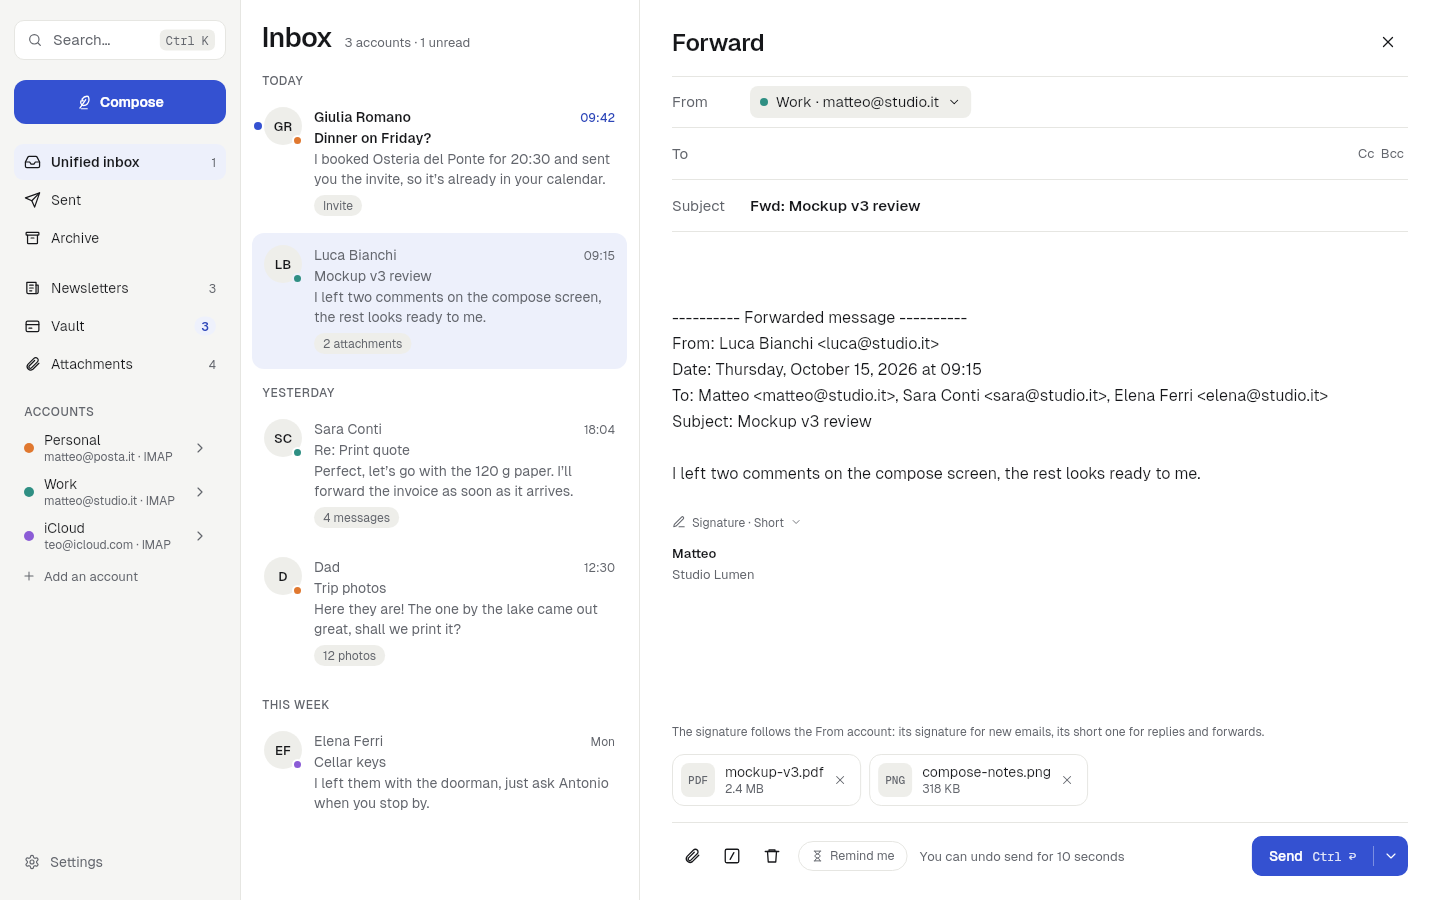 Search...
Ctrl K
Compose
Unified inbox 1
Sent
Archive
Newsletters 3
Vault 3
Attachments 4
ACCOUNTS
Personal
matteo@posta.it · IMAP
Work
matteo@studio.it · IMAP
iCloud
teo@icloud.com · IMAP
Add an account
Settings
Inbox 3 accounts · 1 unread
TODAY
GR
Giulia Romano 09:42
Dinner on Friday?
I booked Osteria del Ponte for 20:30 and sent
you the invite, so it's already in your calendar.
Invite
LB
Luca Bianchi 09:15
Mockup v3 review
I left two comments on the compose screen,
the rest looks ready to me.
2 attachments
YESTERDAY
SC
Sara Conti 18:04
Re: Print quote
Perfect, let's go with the 120 g paper. I'll
forward the invoice as soon as it arrives.
4 messages
D
Dad 12:30
Trip photos
Here they are! The one by the lake came out
great, shall we print it?
12 photos
THIS WEEK
EF
Elena Ferri Mon
Cellar keys
I left them with the doorman, just ask Antonio
when you stop by.
Forward
From Work · matteo@studio.it
To Cc Bcc
Subject Fwd: Mockup v3 review
---------- Forwarded message ----------
From: Luca Bianchi <luca@studio.it>
Date: Thursday, October 15, 2026 at 09:15
To: Matteo <matteo@studio.it>, Sara Conti <sara@studio.it>, Elena Ferri <elena@studio.it>
Subject: Mockup v3 review
I left two comments on the compose screen, the rest looks ready to me.
Signature · Short
Matteo
Studio Lumen
The signature follows the From account: its signature for new emails, its short one for replies and forwards.
PDF
mockup-v3.pdf
2.4 MB
PNG
compose-notes.png
318 KB
Remind me
You can undo send for 10 seconds
Send Ctrl